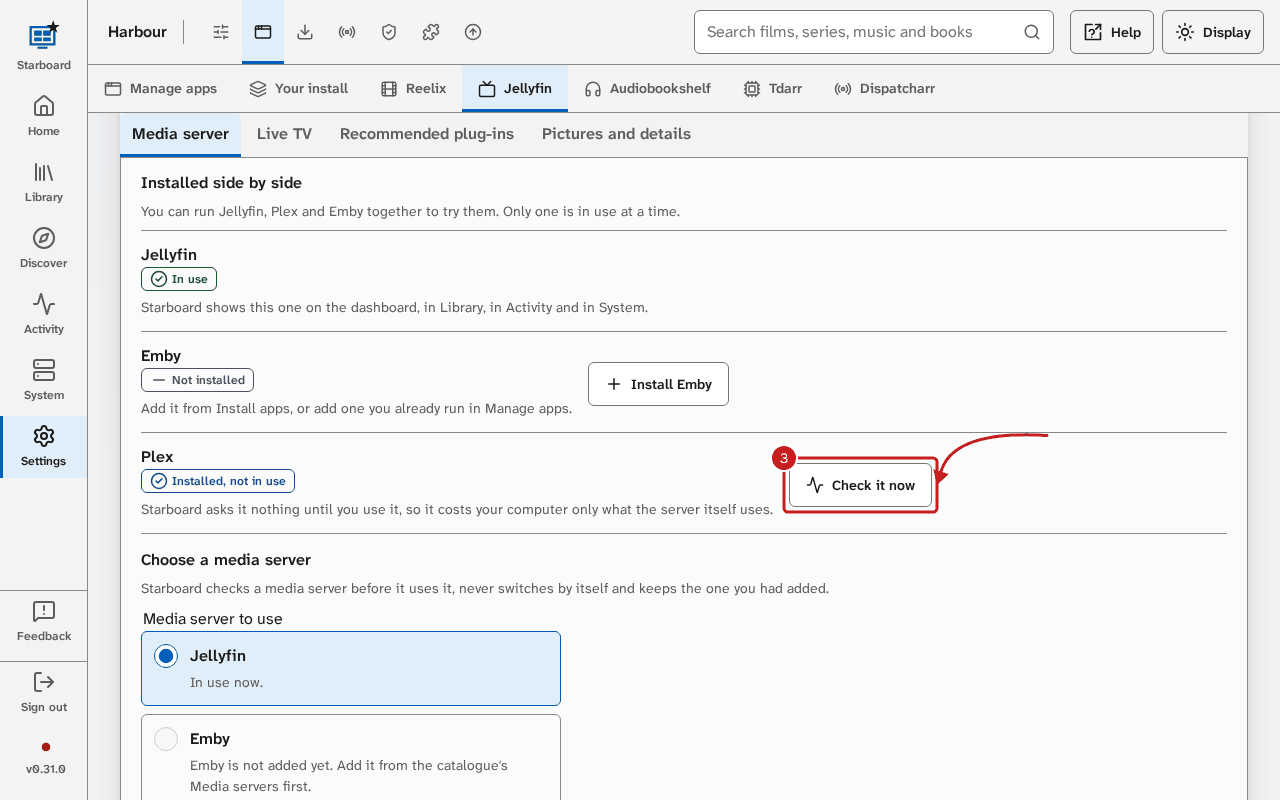 Starboard
Home
Library
Discover
Activity
System
Settings
Feedback
Sign out
v0.31.0
Harbour
Search films, series, music and books
Help
Display
Manage apps
Your install
Reelix
Jellyfin
Audiobookshelf
Tdarr
Dispatcharr
Media server
Live TV
Recommended plug-ins
Pictures and details
Installed side by side
You can run Jellyfin, Plex and Emby together to try them. Only one is in use at a time.
Jellyfin
In use
Starboard shows this one on the dashboard, in Library, in Activity and in System.
Emby
Not installed
Add it from Install apps, or add one you already run in Manage apps.
Install Emby
Plex
Installed, not in use
Starboard asks it nothing until you use it, so it costs your computer only what the server itself uses.
3
Check it now
Choose a media server
Starboard checks a media server before it uses it, never switches by itself and keeps the one you had added.
Media server to use
Jellyfin
In use now.
Emby
Emby is not added yet. Add it from the catalogue's
Media servers first.